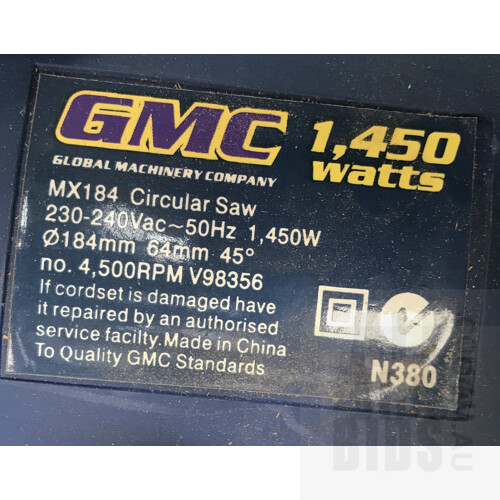 GMC 1,450
GLOBAL MACHINERY COMPANY watts
MX184 Circular Saw
230-240Vac~50Hz 1,450W
Ø184mm 64mm 45°
no. 4,500RPM V98356
If cordset is damaged have
it repaired by an authorised
service facilty. Made in China
To Quality GMC Standards
N380
BIDS